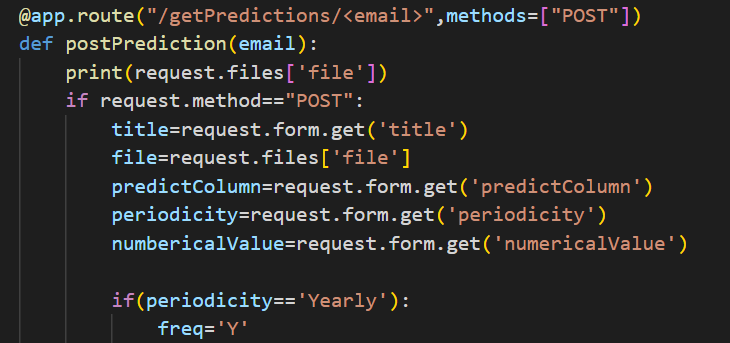 @app.route("/getPredictions/<email>",methods=["POST"])
def postPrediction(email):
    print(request.files['file'])
    if request.method=="POST":
        title=request.form.get('title')
        file=request.files['file']
        predictColumn=request.form.get('predictColumn')
        periodicity=request.form.get('periodicity')
        numbericalValue=request.form.get('numericalValue')

        if(periodicity=='Yearly'):
            freq='Y'